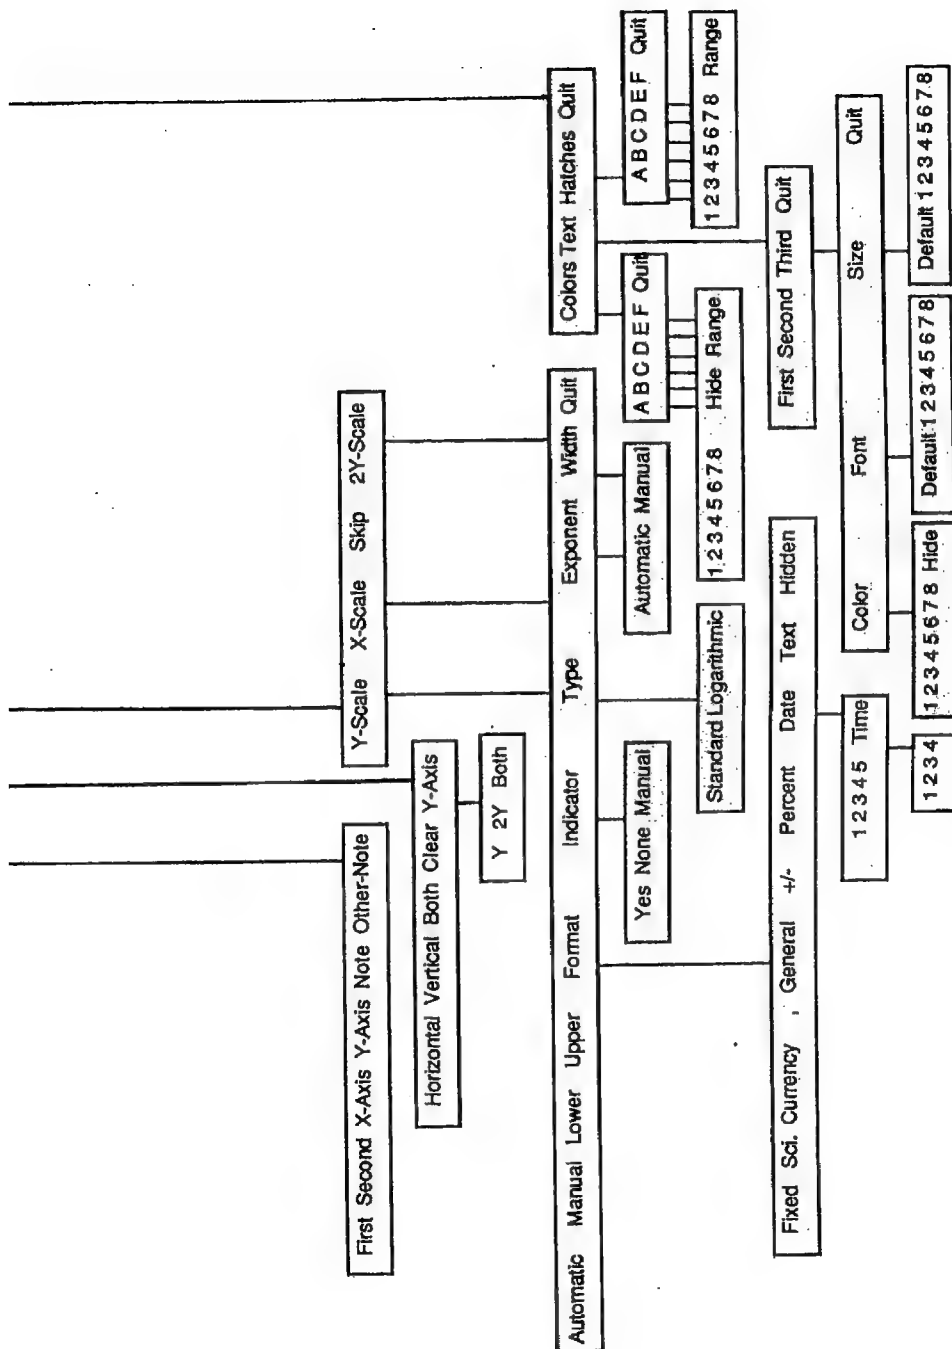 First Second X-Axis Y-Axis Note Other-Note
Horizontal Vertical Both Clear Y-Axis
Y 2Y Both
Y-Scale X-Scale Skip 2Y-Scale
Automatic Manual Lower Upper Format Indicator Type Exponent Width Quit
Colors Text Hatches Quit
Yes None Manual
Automatic Manual
A B C D E F Quit
A B C D E F Quit
Standard Logarithmic
1 2 3 4 5 6 7 8 Hide Range
1 2 3 4 5 6 7 8 Range
Fixed Sci. Currency , General +/- Percent Date Text Hidden
First Second Third Quit
1 2 3 4 5 Time
Color Font Size Quit
1 2 3 4
1 2 3 4 5 6 7 8 Hide
Default 1 2 3 4 5 6 7 8
Default 1 2 3 4 5 6 7 8